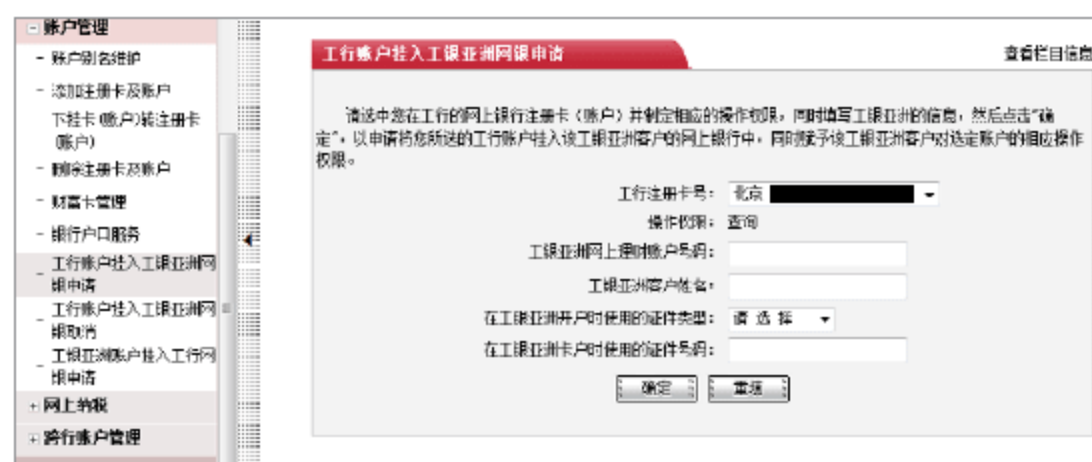 账户管理
账户别名维护
添加注册卡及账户
下挂卡(账户)转注册卡
(账户)
删除注册卡及账户
财富卡管理
银行户口服务
工行账户挂入工银亚洲网
银申请
工行账户挂入工银亚洲网
银取消
工银亚洲账户挂入工行网
银申请
网上纳税
跨行账户管理
工行账户挂入工银亚洲网银申请
查看栏目信息
请选中您在工行的网上银行注册卡（账户）并制定相应的操作权限，同时填写工银亚洲的信息，然后点击“确
定”，以申请将您所选的工行账户挂入该工银亚洲客户的网上银行中，同时赋予该工银亚洲客户对选定账户的相应操作
权限。
工行注册卡号： 北京
操作权限： 查询
工银亚洲网上理财账户号码：
工银亚洲客户姓名：
在工银亚洲开户时使用的证件类型： 请选择
在工银亚洲卡户时使用的证件号码：
确定 重填